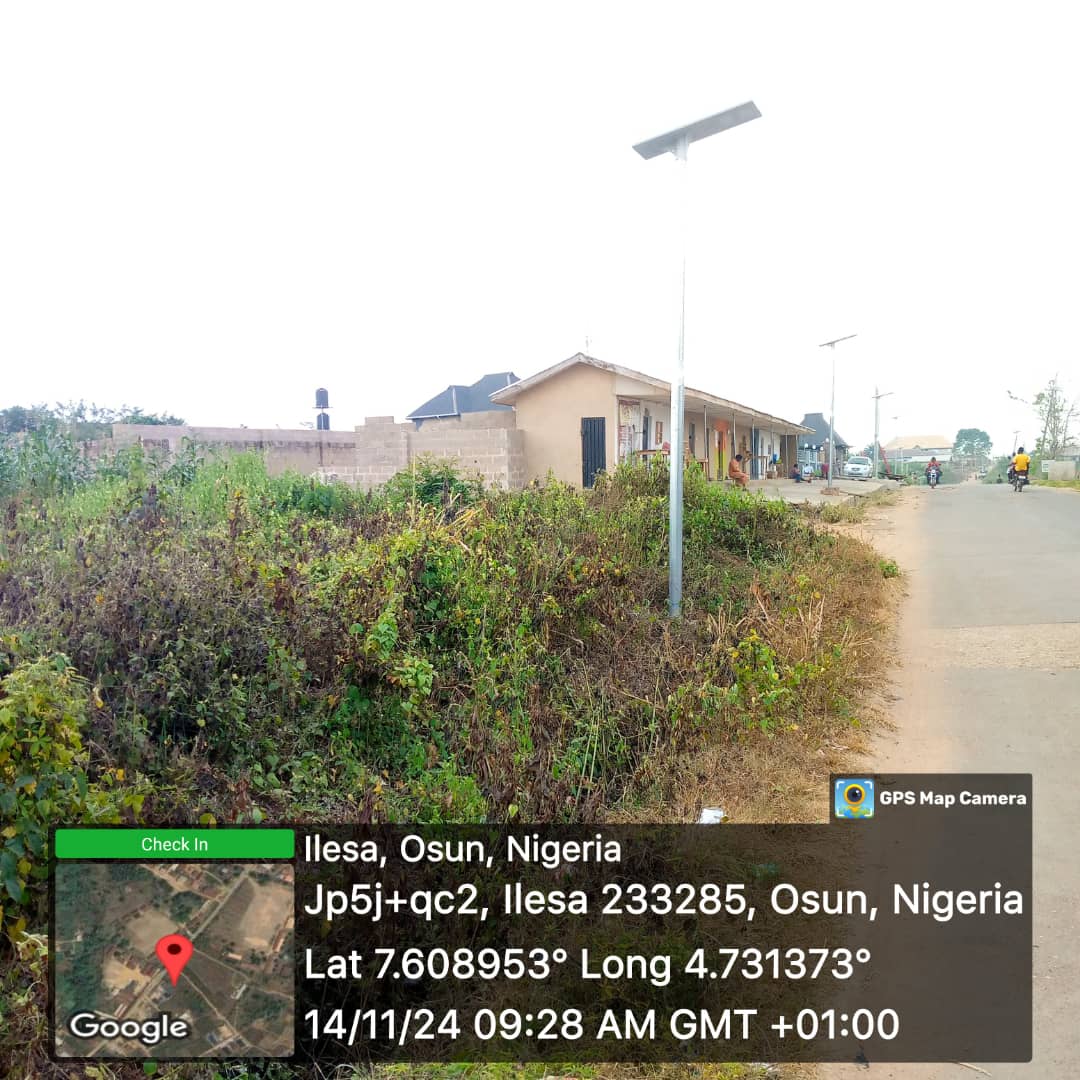 GPS Map Camera
Check In
Ilesa, Osun, Nigeria
Jp5j+qc2, Ilesa 233285, Osun, Nigeria
Lat 7.608953° Long 4.731373°
14/11/24 09:28 AM GMT +01:00
Google